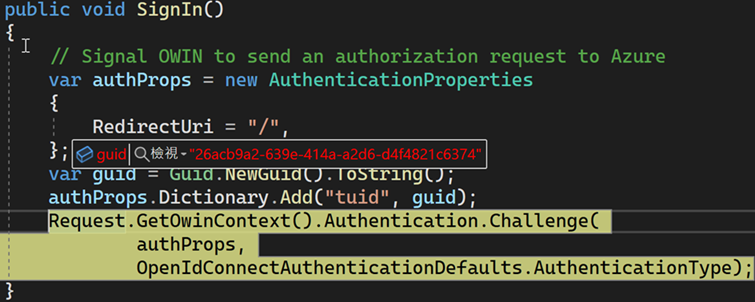 public void SignIn()
{
// Signal OWIN to send an authorization request to Azure
var authProps = new AuthenticationProperties
{
RedirectUri = "/",
};
guid 檢視 "26acb9a2-639e-414a-a2d6-d4f4821c6374"
var guid = Guid.NewGuid().ToString();
authProps.Dictionary.Add("tuid", guid);
Request.GetOwinContext().Authentication.Challenge(
authProps,
OpenIdConnectAuthenticationDefaults.AuthenticationType);
}